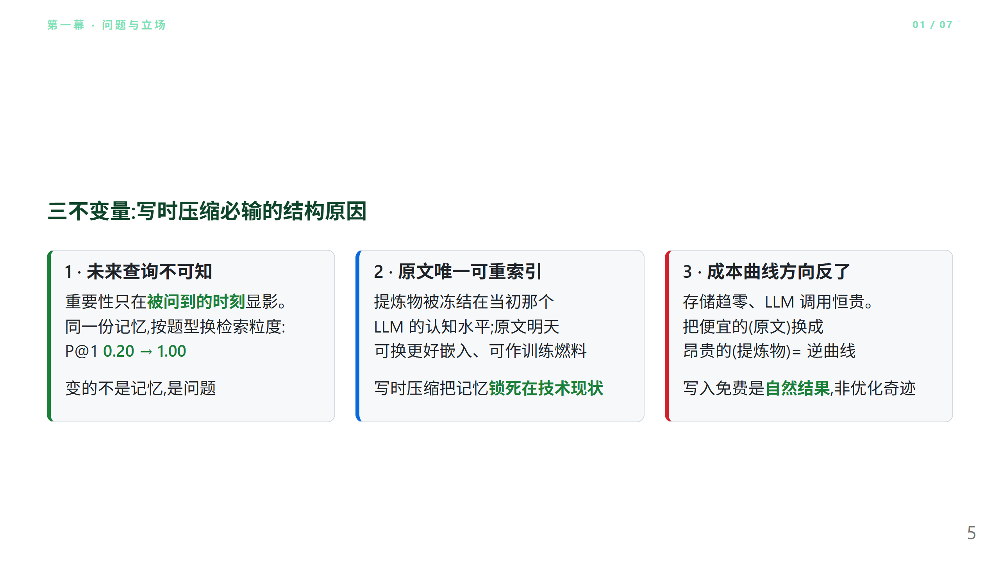 第一幕 · 问题与立场
01 / 07
三不变量:写时压缩必输的结构原因
1 · 未来查询不可知
重要性只在被问到的时刻显影。
同一份记忆,按题型换检索粒度:
P@1 0.20 → 1.00
变的不是记忆,是问题
2 · 原文唯一可重索引
提炼物被冻结在当初那个
LLM 的认知水平;原文明天
可换更好嵌入、可作训练燃料
写时压缩把记忆锁死在技术现状
3 · 成本曲线方向反了
存储趋零、LLM 调用恒贵。
把便宜的(原文)换成
昂贵的(提炼物)= 逆曲线
写入免费是自然结果,非优化奇迹
5